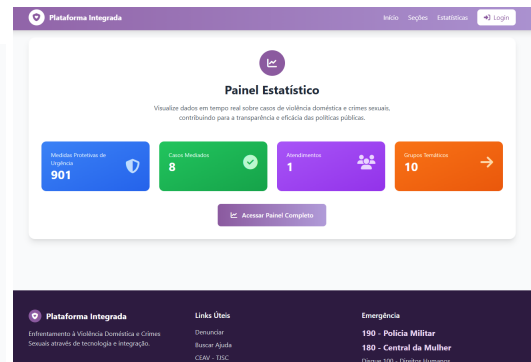 Plataforma Integrada
Início Seções Estatísticas Login
Painel Estatístico
Visualize dados em tempo real sobre casos de violência doméstica e crimes sexuais,
contribuindo para a transparência e eficácia das políticas públicas.
Medidas Protetivas de
Urgência
901
Casos Mediados
8
Atendimentos
1
Grupos Temáticos
10
Acessar Painel Completo
Plataforma Integrada
Enfrentamento à Violência Doméstica e Crimes
Sexuais através de tecnologia e integração.
Links Úteis
Denunciar
Buscar Ajuda
CEAV - TJSC
Emergência
190 - Polícia Militar
180 - Central da Mulher
Disque 100 - Direitos Humanos